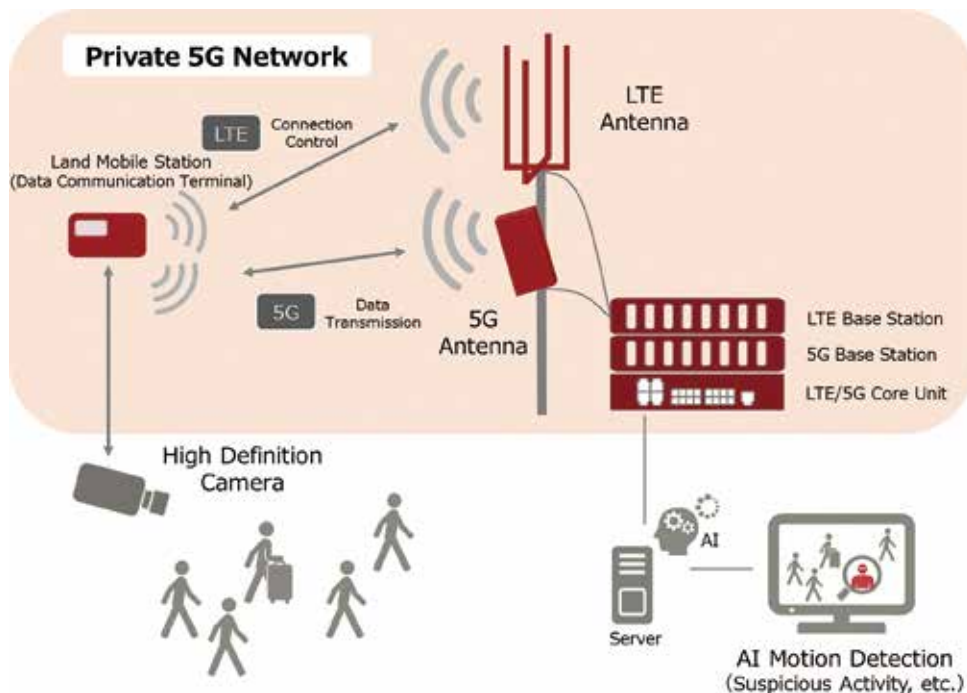 Private 5G Network
LTE
Antenna
LTE
Connection
Control
Land Mobile Station
(Data Communication Terminal)
5G
Data
Transmission
5G
Antenna
LTE Base Station
5G Base Station
LTE/5G Core Unit
High Definition
Camera
AI
Server
AI Motion Detection
(Suspicious Activity, etc.)